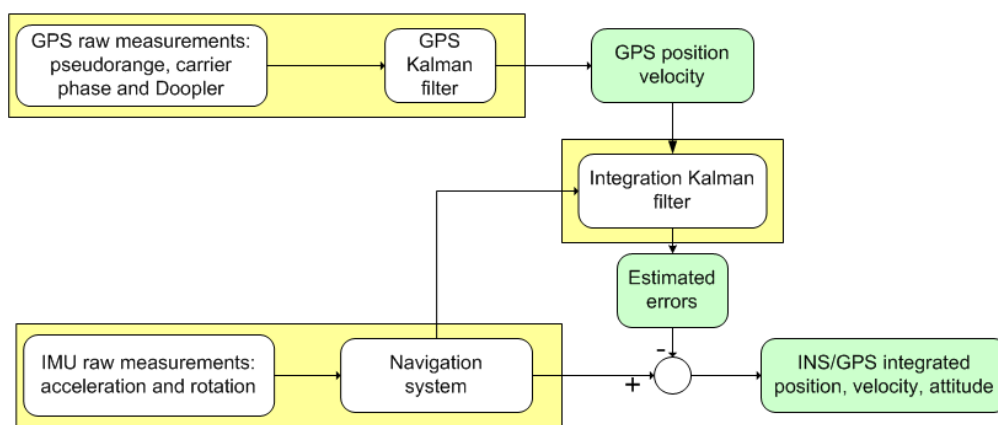 GPS raw measurements:
pseudorange, carrier
phase and Doopler
GPS
Kalman
filter
GPS position
velocity
Integration Kalman
filter
Estimated
errors
IMU raw measurements:
acceleration and rotation
Navigation
system
-
+
INS/GPS integrated
position, velocity, attitude